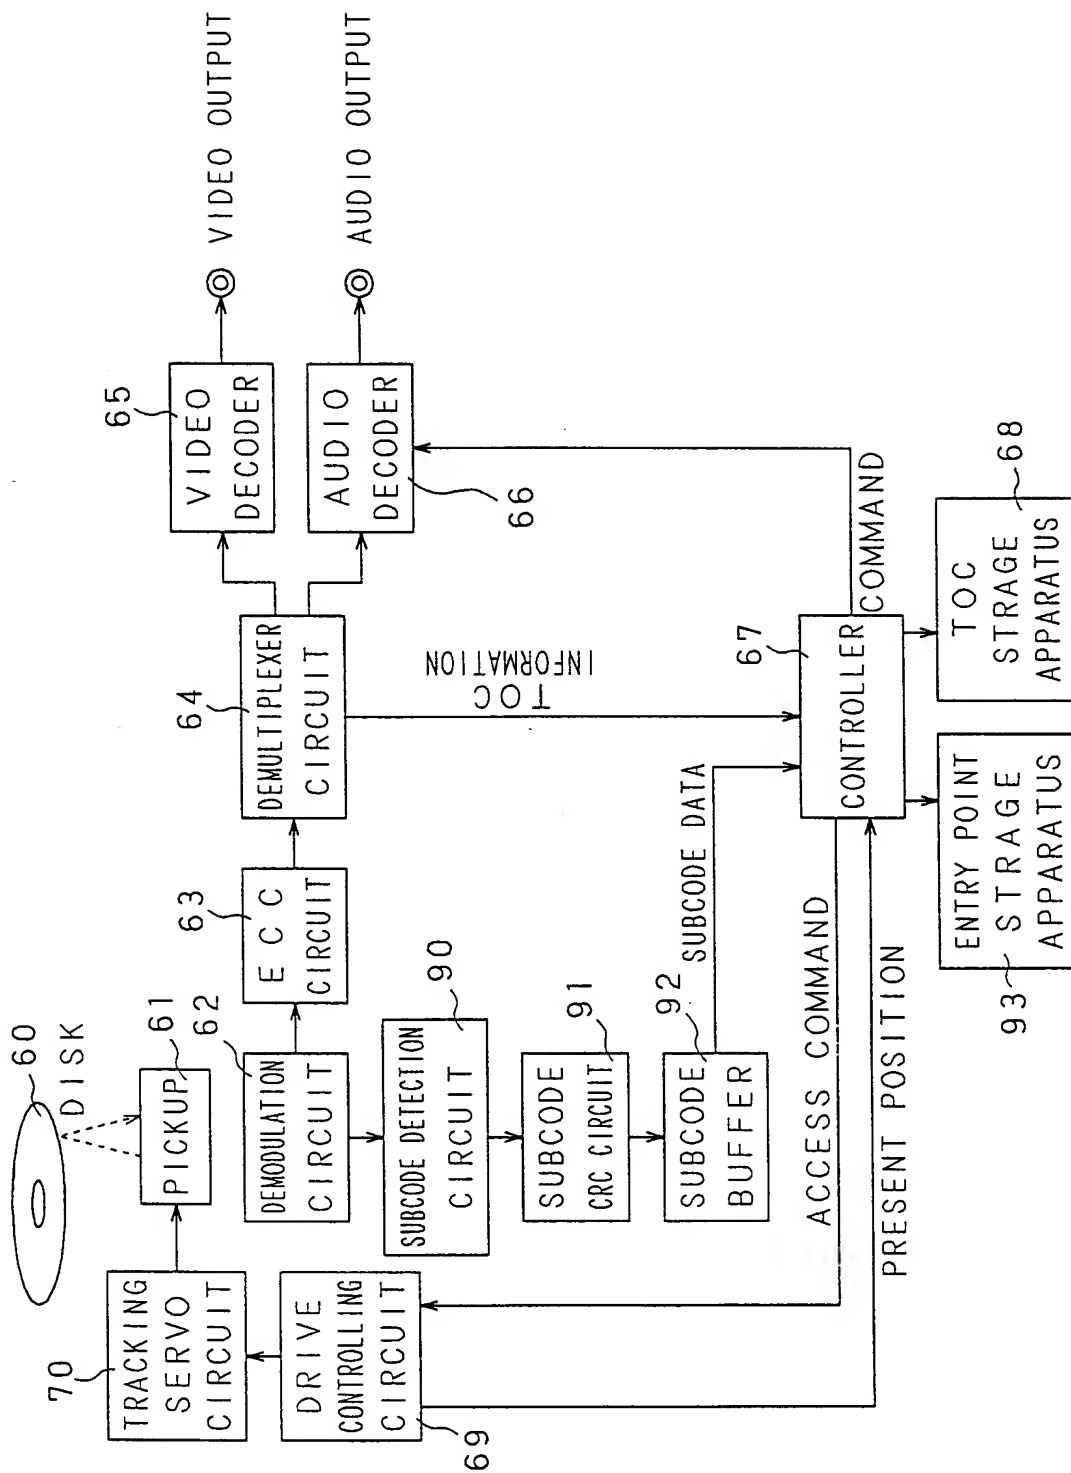 60
DISK
PICKUP
61
TRACKING
SERVO
CIRCUIT
70
DEMODULATION
CIRCUIT
62
E C C
CIRCUIT
63
DEMULTIPLEXER
CIRCUIT
64
VIDEO
DECODER
65
VIDEO OUTPUT
AUDIO
DECODER
66
AUDIO OUTPUT
DRIVE
CONTROLLING
CIRCUIT
69
SUBCODE DETECTION
CIRCUIT
90
SUBCODE
CRC CIRCUIT
91
SUBCODE
BUFFER
92
SUBCODE DATA
TOC
INFORMATION
CONTROLLER
67
COMMAND
ACCESS COMMAND
PRESENT POSITION
ENTRY POINT
STRAGE
APPARATUS
93
TOC
STRAGE
APPARATUS
68